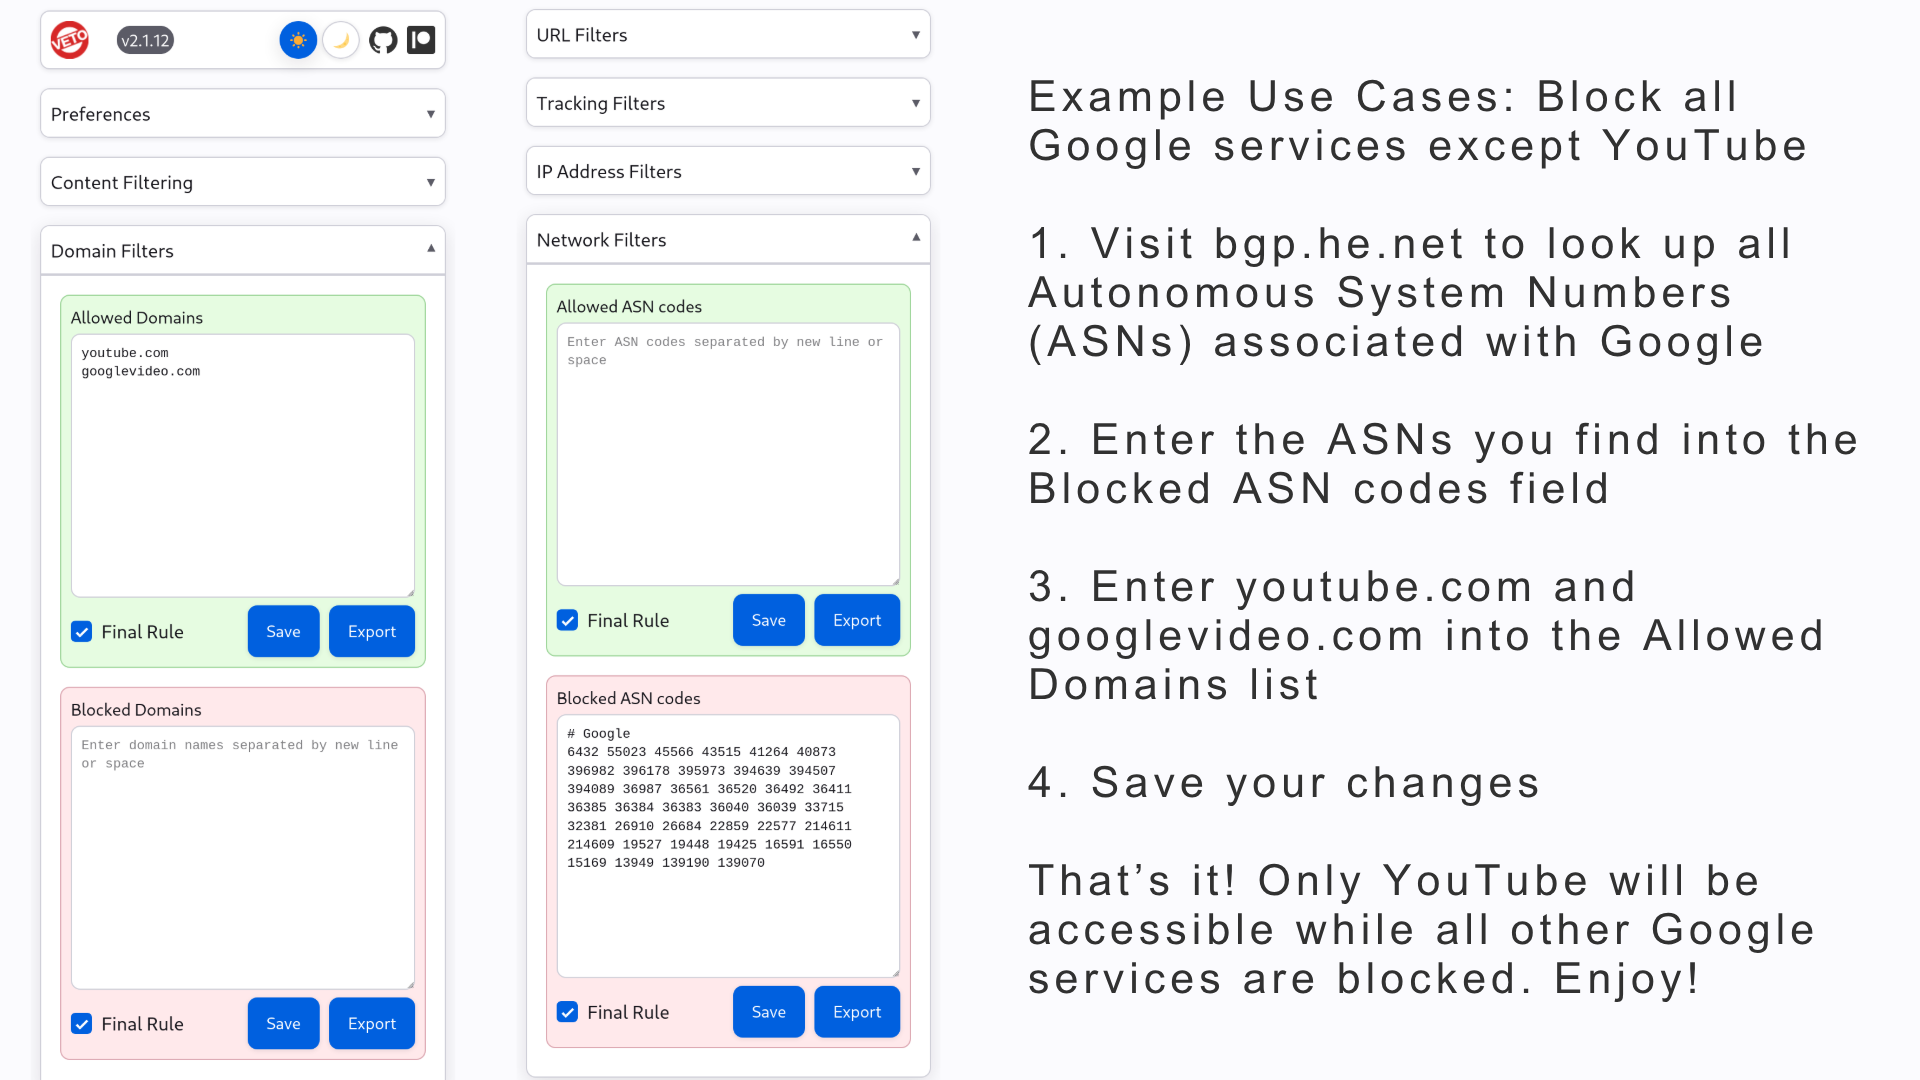 VETO
v2.1.12
Preferences
Content Filtering
Domain Filters
Allowed Domains
youtube.com
googlevideo.com
Final Rule
Save
Export
Blocked Domains
Enter domain names separated by new line
or space
Final Rule
Save
Export
URL Filters
Tracking Filters
IP Address Filters
Network Filters
Allowed ASN codes
Enter ASN codes separated by new line or
space
Final Rule
Save
Export
Blocked ASN codes
# Google
6432 55023 45566 43515 41264 40873
396982 396178 395973 394639 394507
394089 36987 36561 36520 36492 36411
36385 36384 36383 36040 36039 33715
32381 26910 26684 22859 22577 214611
214609 19527 19448 19425 16591 16550
15169 13949 139190 139070
Final Rule
Save
Export
Example Use Cases: Block all
Google services except YouTube
1. Visit bgp.he.net to look up all
Autonomous System Numbers
(ASNs) associated with Google
2. Enter the ASNs you find into the
Blocked ASN codes field
3. Enter youtube.com and
googlevideo.com into the Allowed
Domains list
4. Save your changes
That’s it! Only YouTube will be
accessible while all other Google
services are blocked. Enjoy!